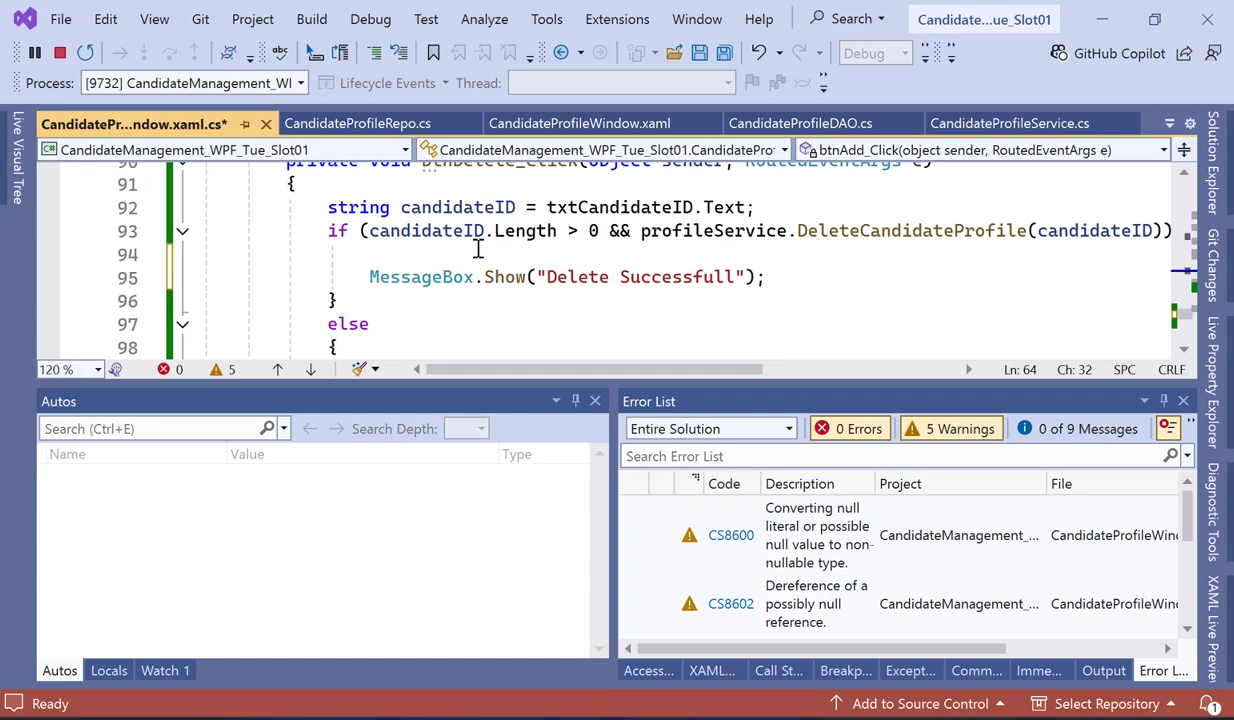 File Edit View Git Project Build Debug Test Analyze Tools Extensions Window Help Search Candidate...ue_Slot01
Debug GitHub Copilot
Process: [9732] CandidateManagement_WI Lifecycle Events Thread:
CandidatePr...ndow.xaml.cs* CandidateProfileRepo.cs CandidateProfileWindow.xaml CandidateProfileDAO.cs CandidateProfileService.cs
CandidateManagement_WPF_Tue_Slot01 CandidateManagement_WPF_Tue_Slot01.CandidatePro btnAdd_Click(object sender, RoutedEventArgs e)
90 private void btnDelete_Click(object sender, RoutedEventArgs e)
91 {
92 string candidateID = txtCandidateID.Text;
93 if (candidateID.Length > 0 && profileService.DeleteCandidateProfile(candidateID))
94
95 MessageBox.Show("Delete Successfull");
96 }
97 else
98 {
120 % 0 5 Ln: 64 Ch: 32 SPC CRLF
Autos
Search (Ctrl+E) Search Depth:
Name Value Type
Autos Locals Watch 1
Error List
Entire Solution 0 Errors 5 Warnings 0 of 9 Messages
Search Error List
Code Description Project File
CS8600 Converting null literal or possible null value to non-nullable type. CandidateManagement_... CandidateProfileWin
CS8602 Dereference of a possibly null reference. CandidateManagement_... CandidateProfileWin
Access... XAML... Call St... Breakp... Except... Comm... Imme... Output Error L...
Ready Add to Source Control Select Repository 1
Live Visual Tree
Solution Explorer
Git Changes
Live Property Explorer
Diagnostic Tools
XAML Live Preview